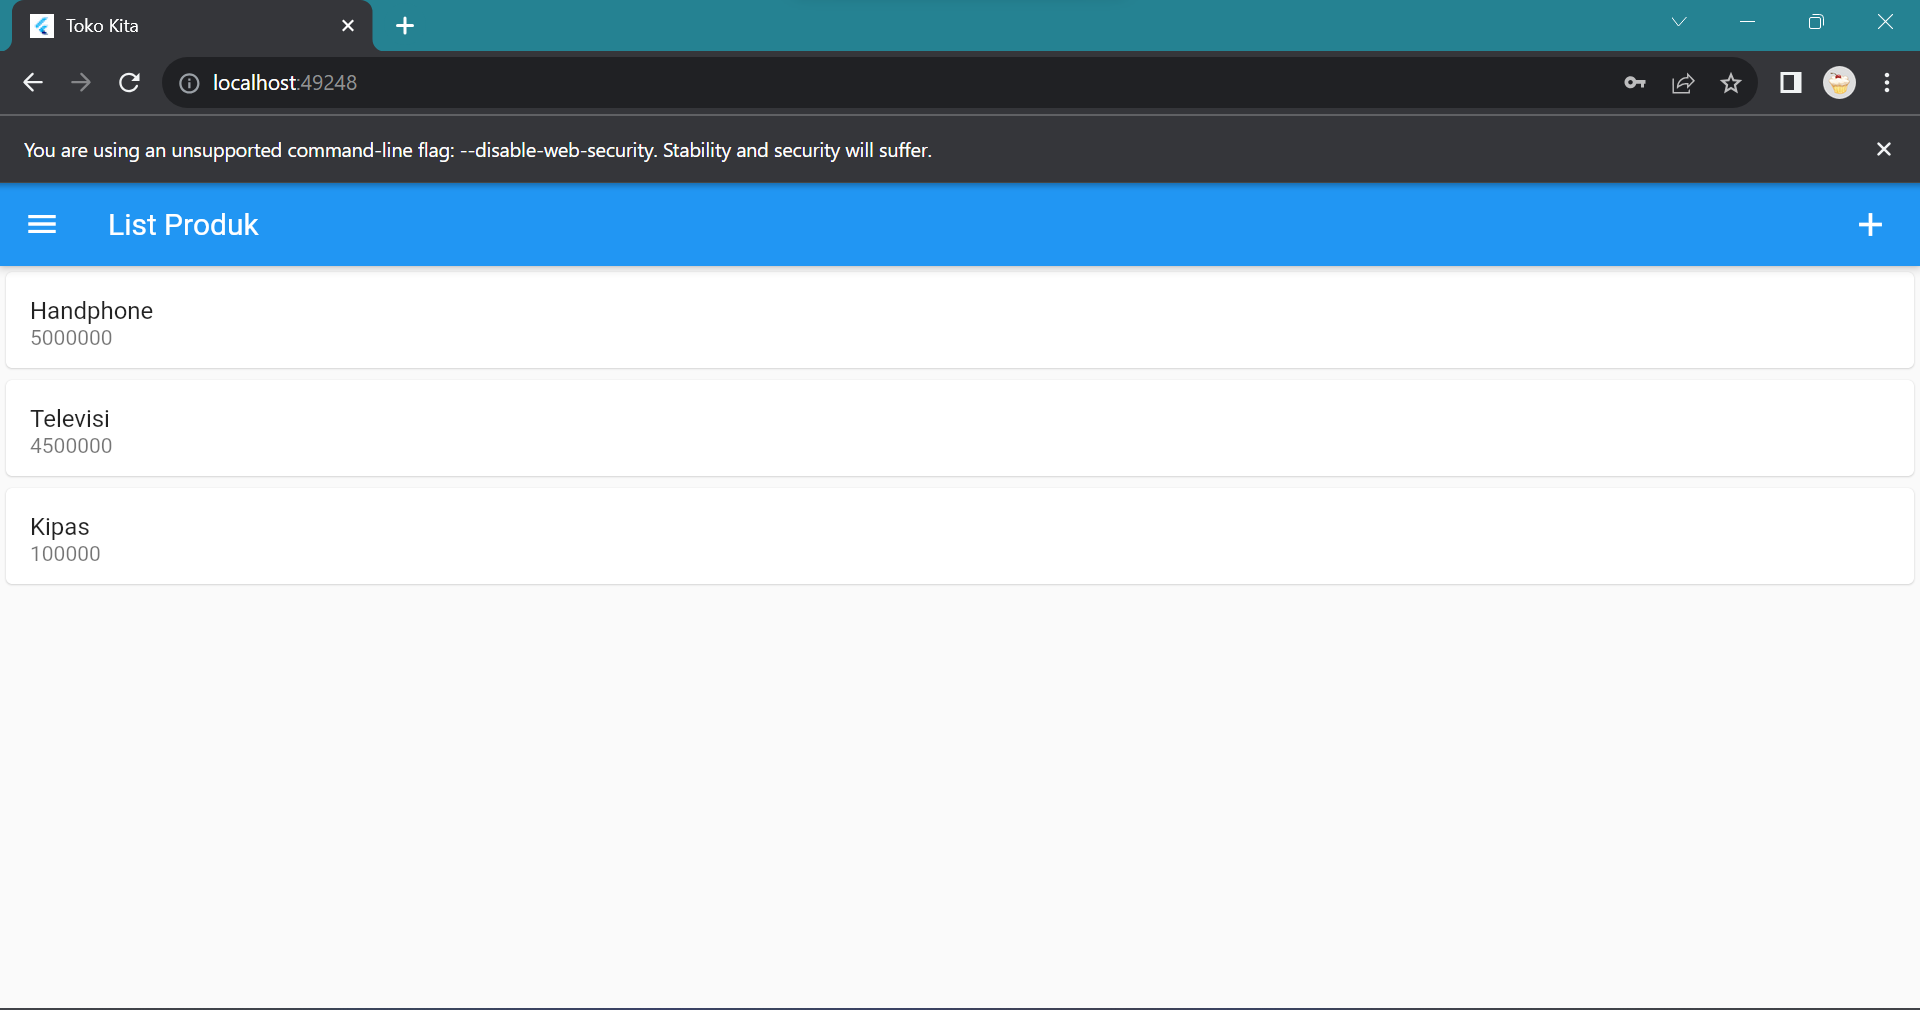 Toko Kita
localhost:49248
You are using an unsupported command-line flag: --disable-web-security. Stability and security will suffer.
List Produk
Handphone
5000000
Televisi
4500000
Kipas
100000